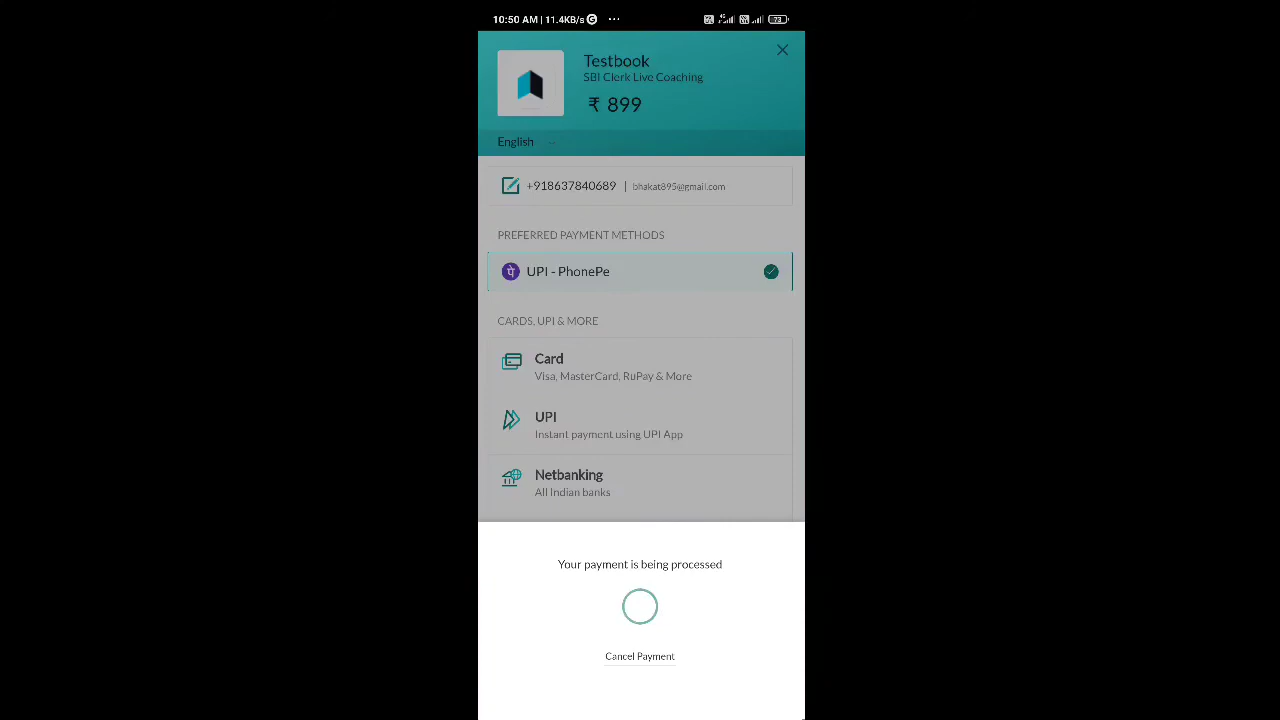 10:50 AM | 11.4KB/s G ...
73
Testbook
SBI Clerk Live Coaching
₹ 899
English
+918637840689 | bhakat895@gmail.com
PREFERRED PAYMENT METHODS
पे UPI - PhonePe
CARDS, UPI & MORE
Card
Visa, MasterCard, RuPay & More
UPI
Instant payment using UPI App
Netbanking
All Indian banks
Your payment is being processed
Cancel Payment